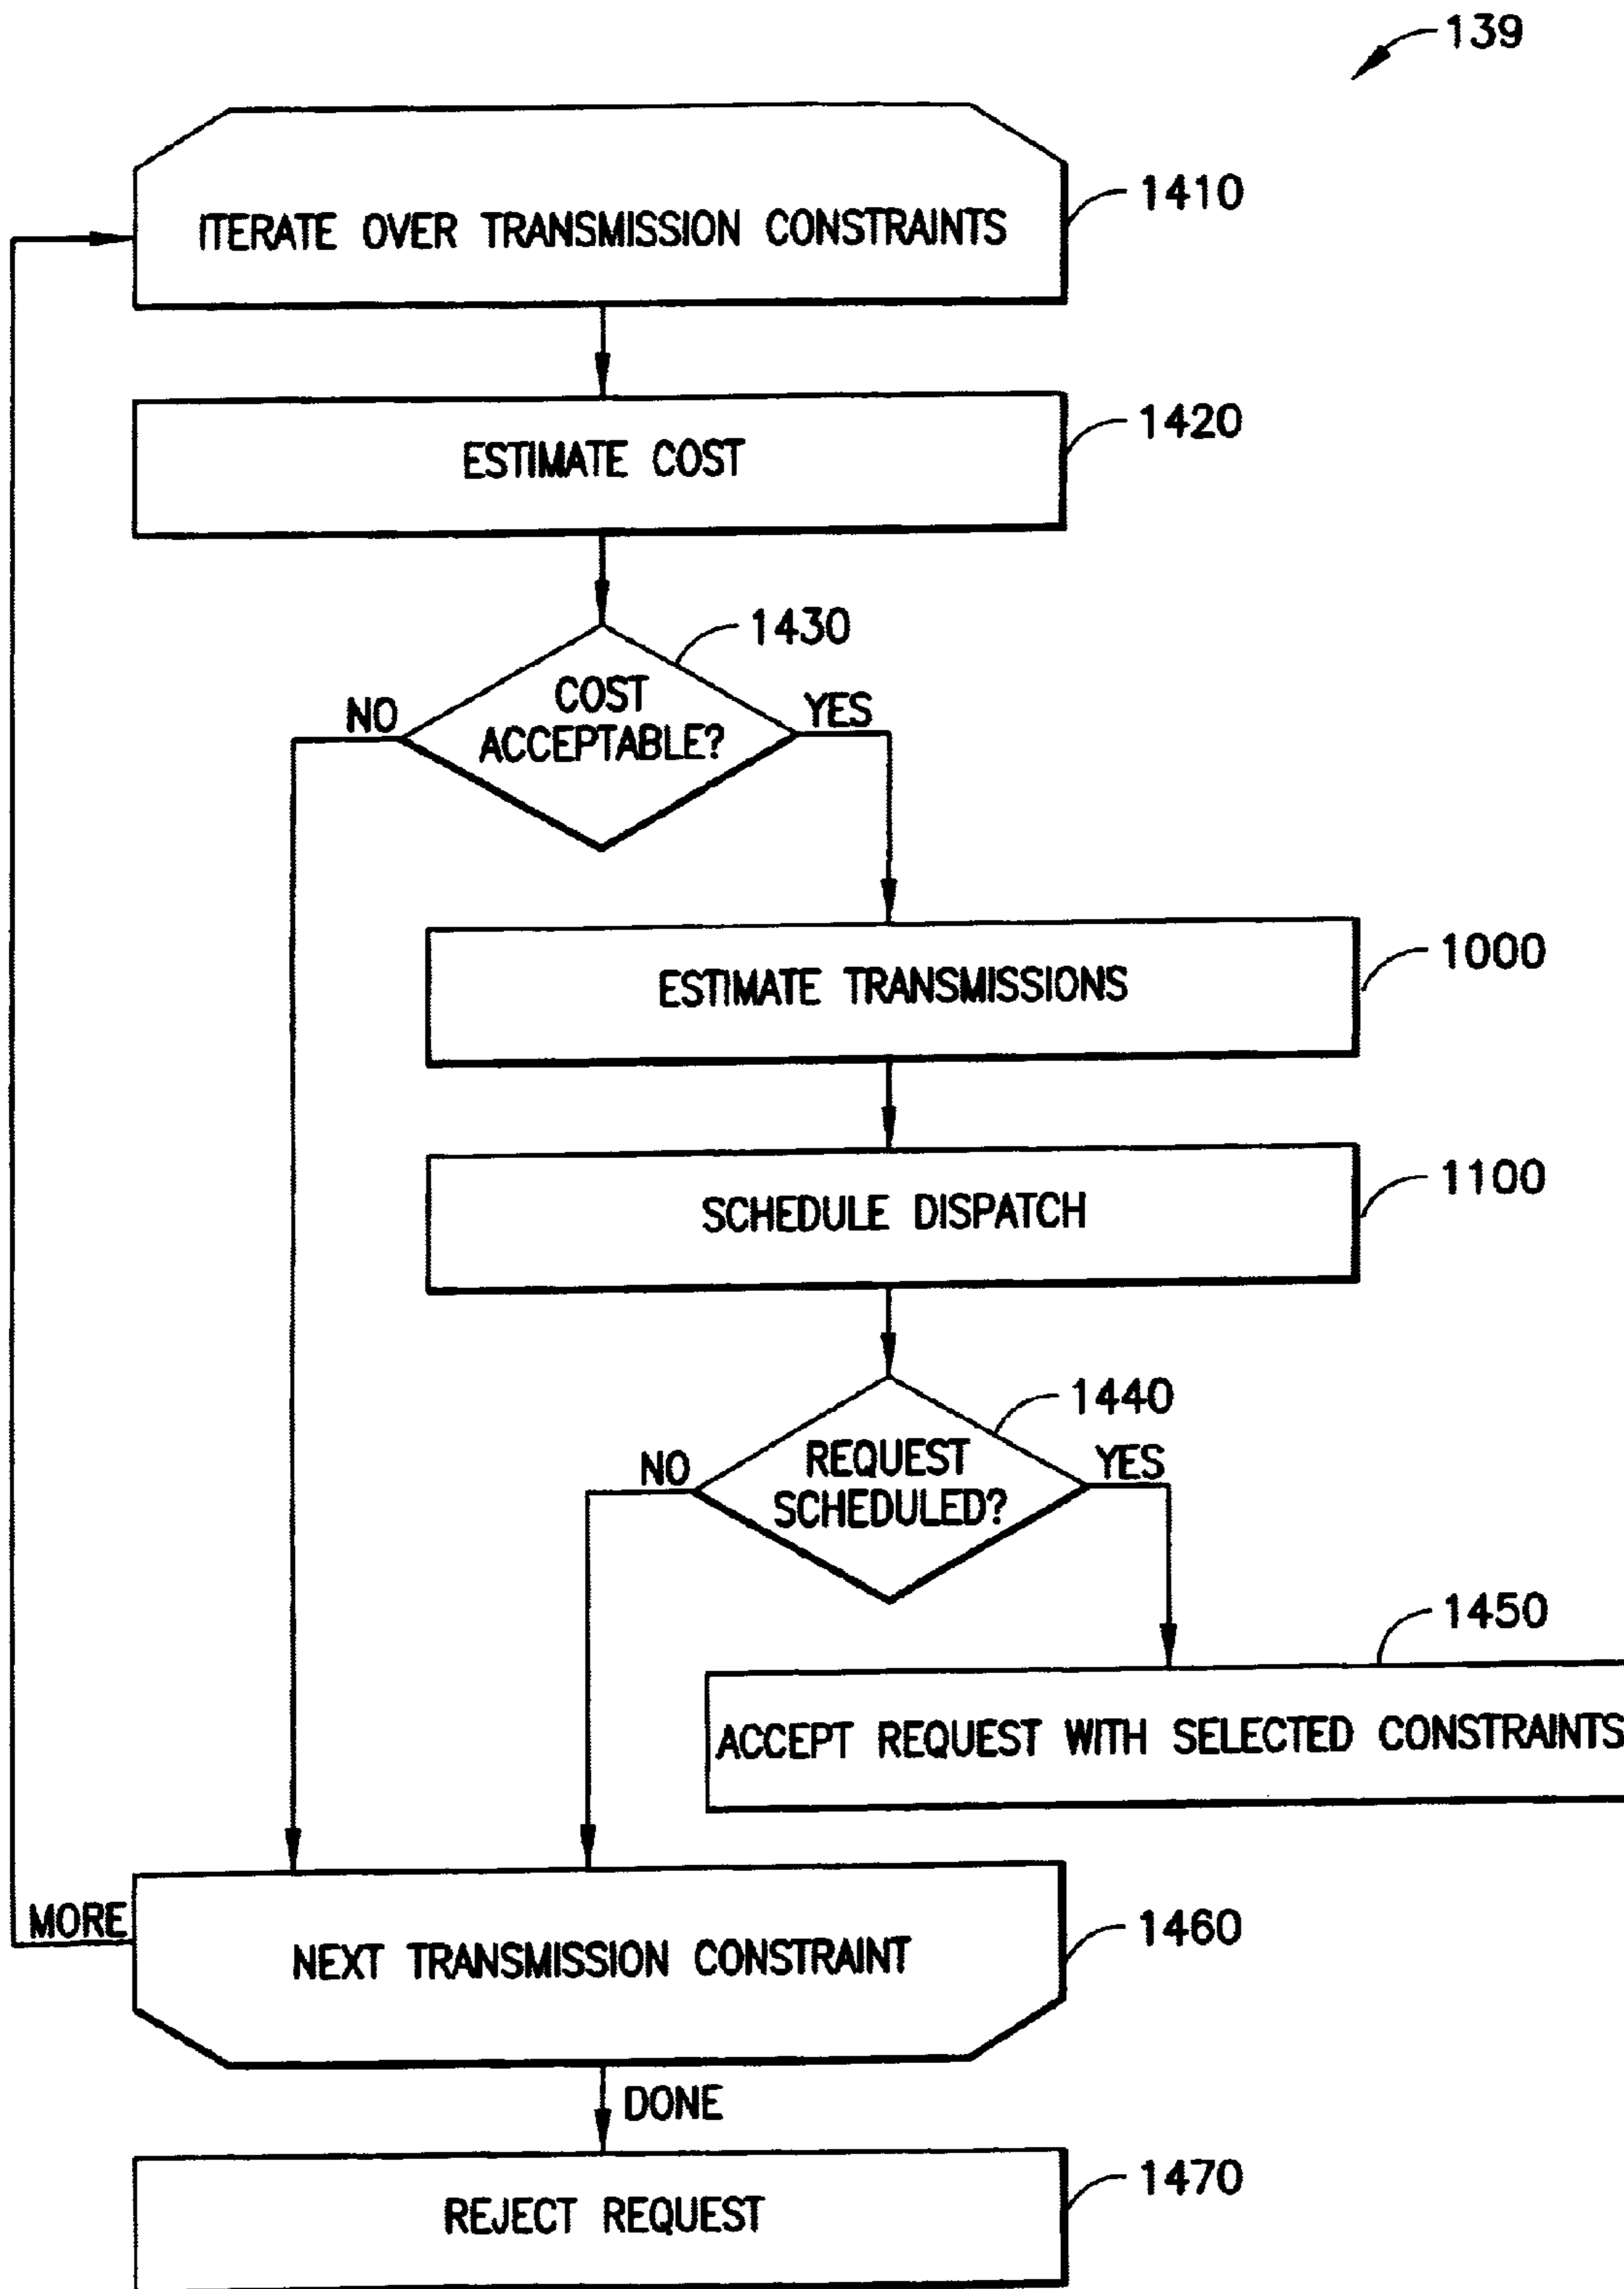 139
ITERATE OVER TRANSMISSION CONSTRAINTS
1410
ESTIMATE COST
1420
1430
COST
ACCEPTABLE?
NO
YES
ESTIMATE TRANSMISSIONS
1000
SCHEDULE DISPATCH
1100
1440
REQUEST
SCHEDULED?
NO
YES
1450
ACCEPT REQUEST WITH SELECTED CONSTRAINTS
MORE
NEXT TRANSMISSION CONSTRAINT
1460
DONE
REJECT REQUEST
1470